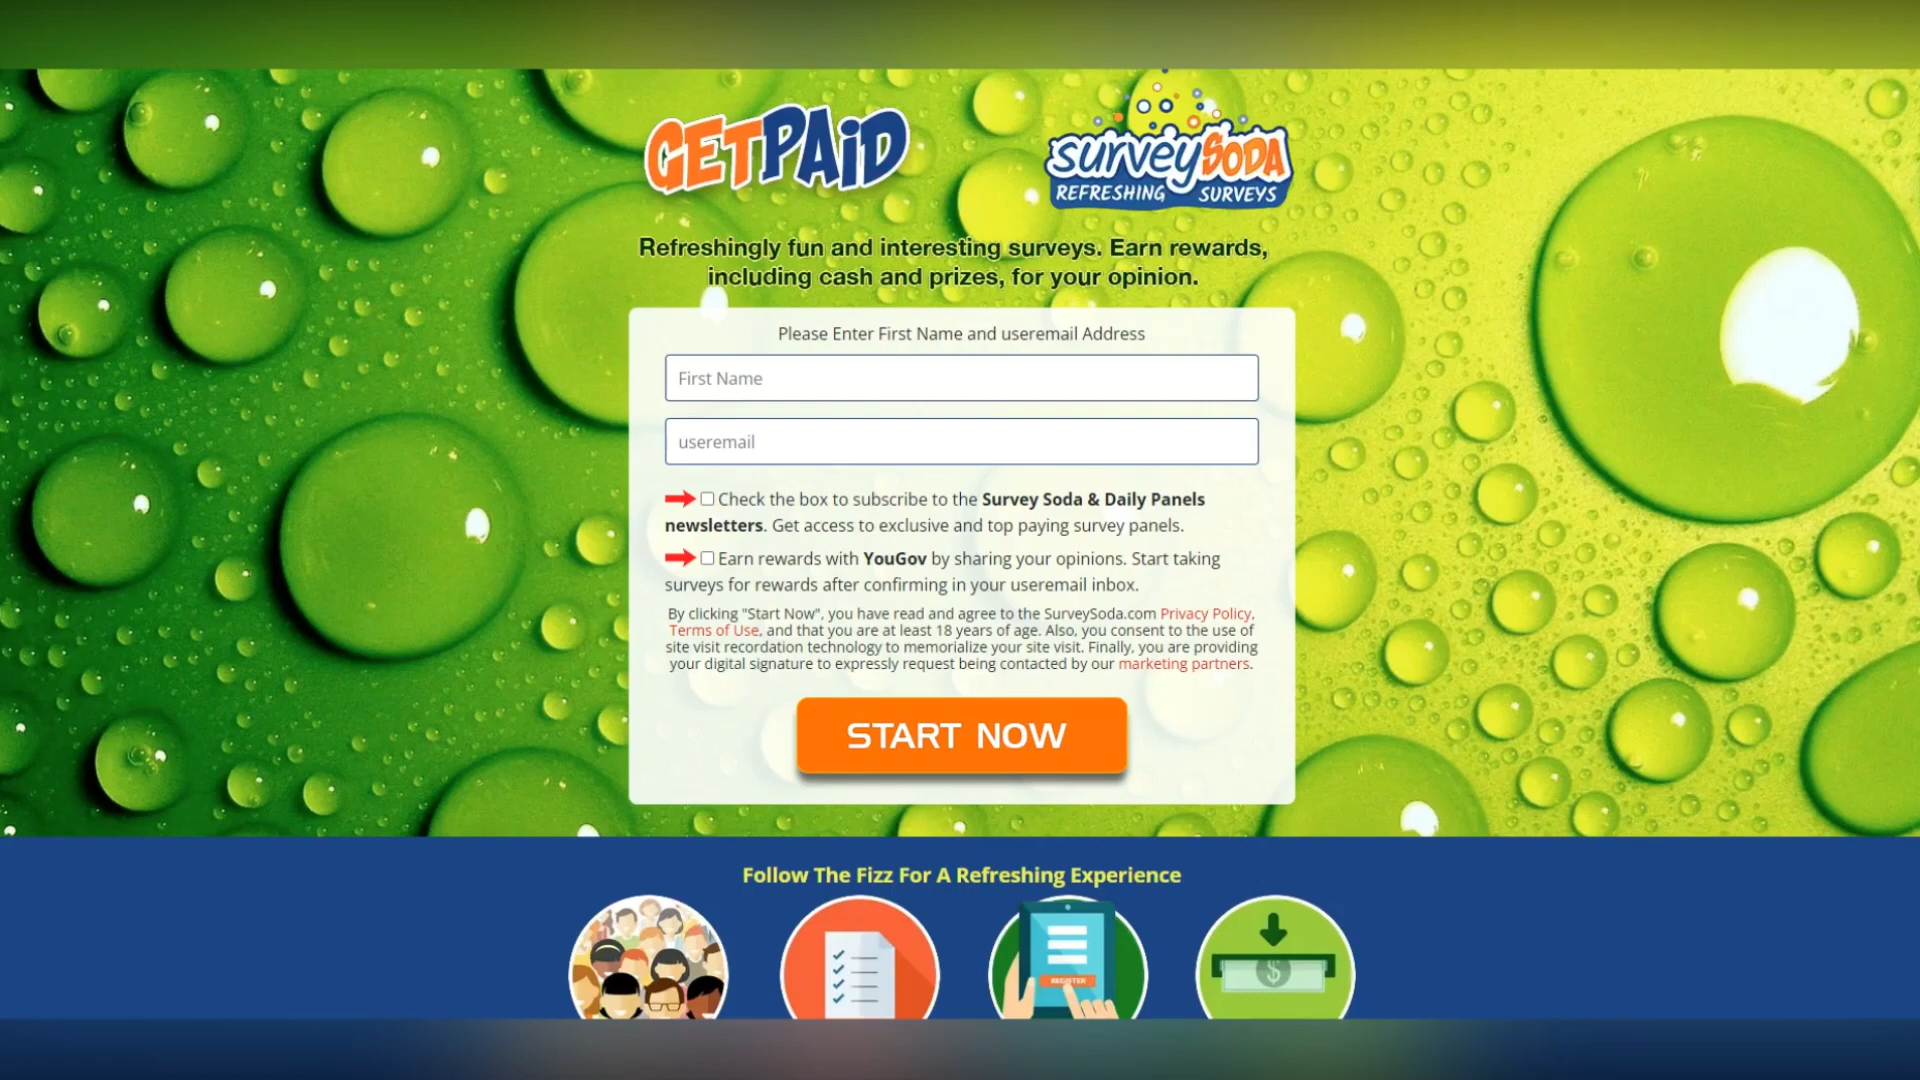 GETPAiD
surveySODA
REFRESHING SURVEYS
Refreshingly fun and interesting surveys. Earn rewards,
including cash and prizes, for your opinion.
Please Enter First Name and useremail Address
First Name
useremail
Check the box to subscribe to the Survey Soda & Daily Panels
newsletters. Get access to exclusive and top paying survey panels.
Earn rewards with YouGov by sharing your opinions. Start taking
surveys for rewards after confirming in your useremail inbox.
By clicking "Start Now", you have read and agree to the SurveySoda.com Privacy Policy,
Terms of Use, and that you are at least 18 years of age. Also, you consent to the use of
site visit recordation technology to memorialize your site visit. Finally, you are providing
your digital signature to expressly request being contacted by our marketing partners.
START NOW
Follow The Fizz For A Refreshing Experience
REGISTER
$